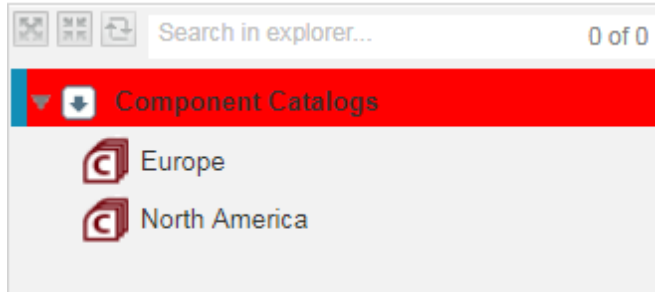 Search in explorer... 0 of 0
Component Catalogs
C Europe
C North America